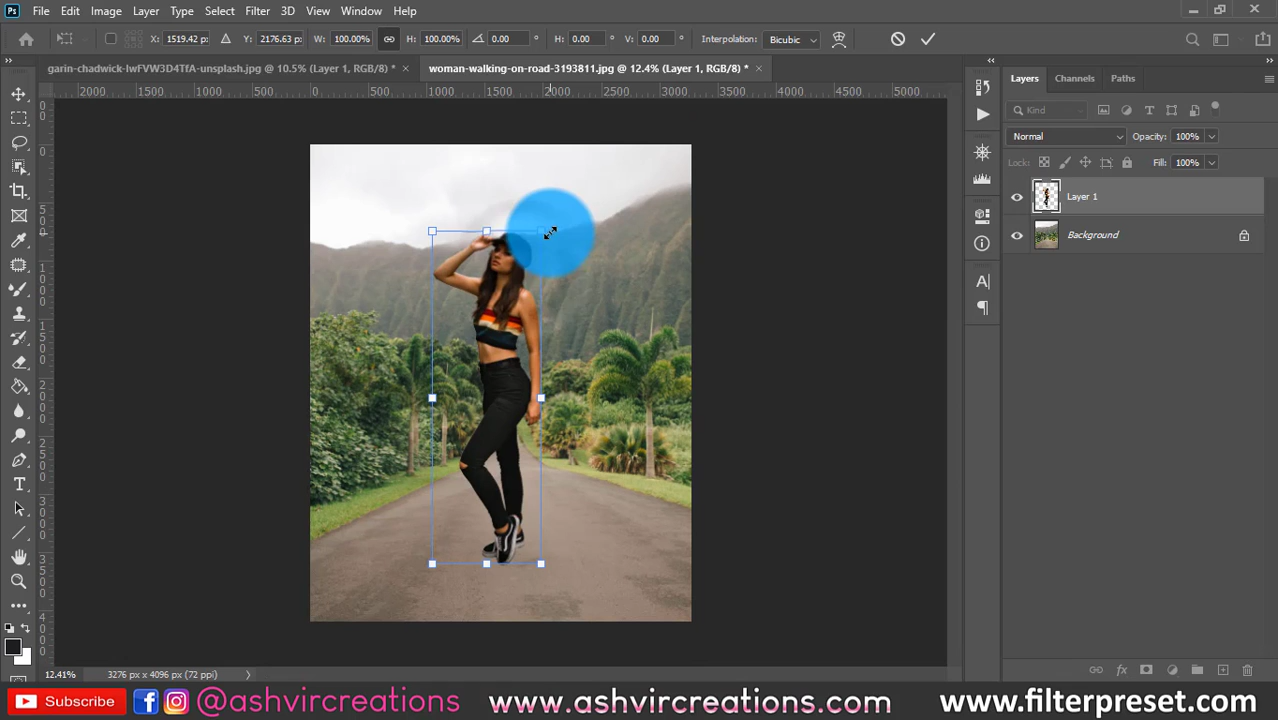 Ps File Edit Image Layer Type Select Filter 3D View Window Help
X: 1519.42 px Y: 2176.63 px W: 100.00% H: 100.00% 0.00 ° H: 0.00 ° V: 0.00 ° Interpolation: Bicubic
garin-chadwick-IwFVW3D4TfA-unsplash.jpg @ 10.5% (Layer 1, RGB/8) * ×
woman-walking-on-road-3193811.jpg @ 12.4% (Layer 1, RGB/8) * ×
2000 1500 1000 500 0 500 1000 1500 2000 2500 3000 3500 4000 4500 5000
Layers Channels Paths
Kind
Normal Opacity: 100%
Lock: Fill: 100%
Layer 1
Background
12.41% 3276 px x 4096 px (72 ppi)
Subscribe @ashvircreations www.ashvircreations.com www.filterpreset.com